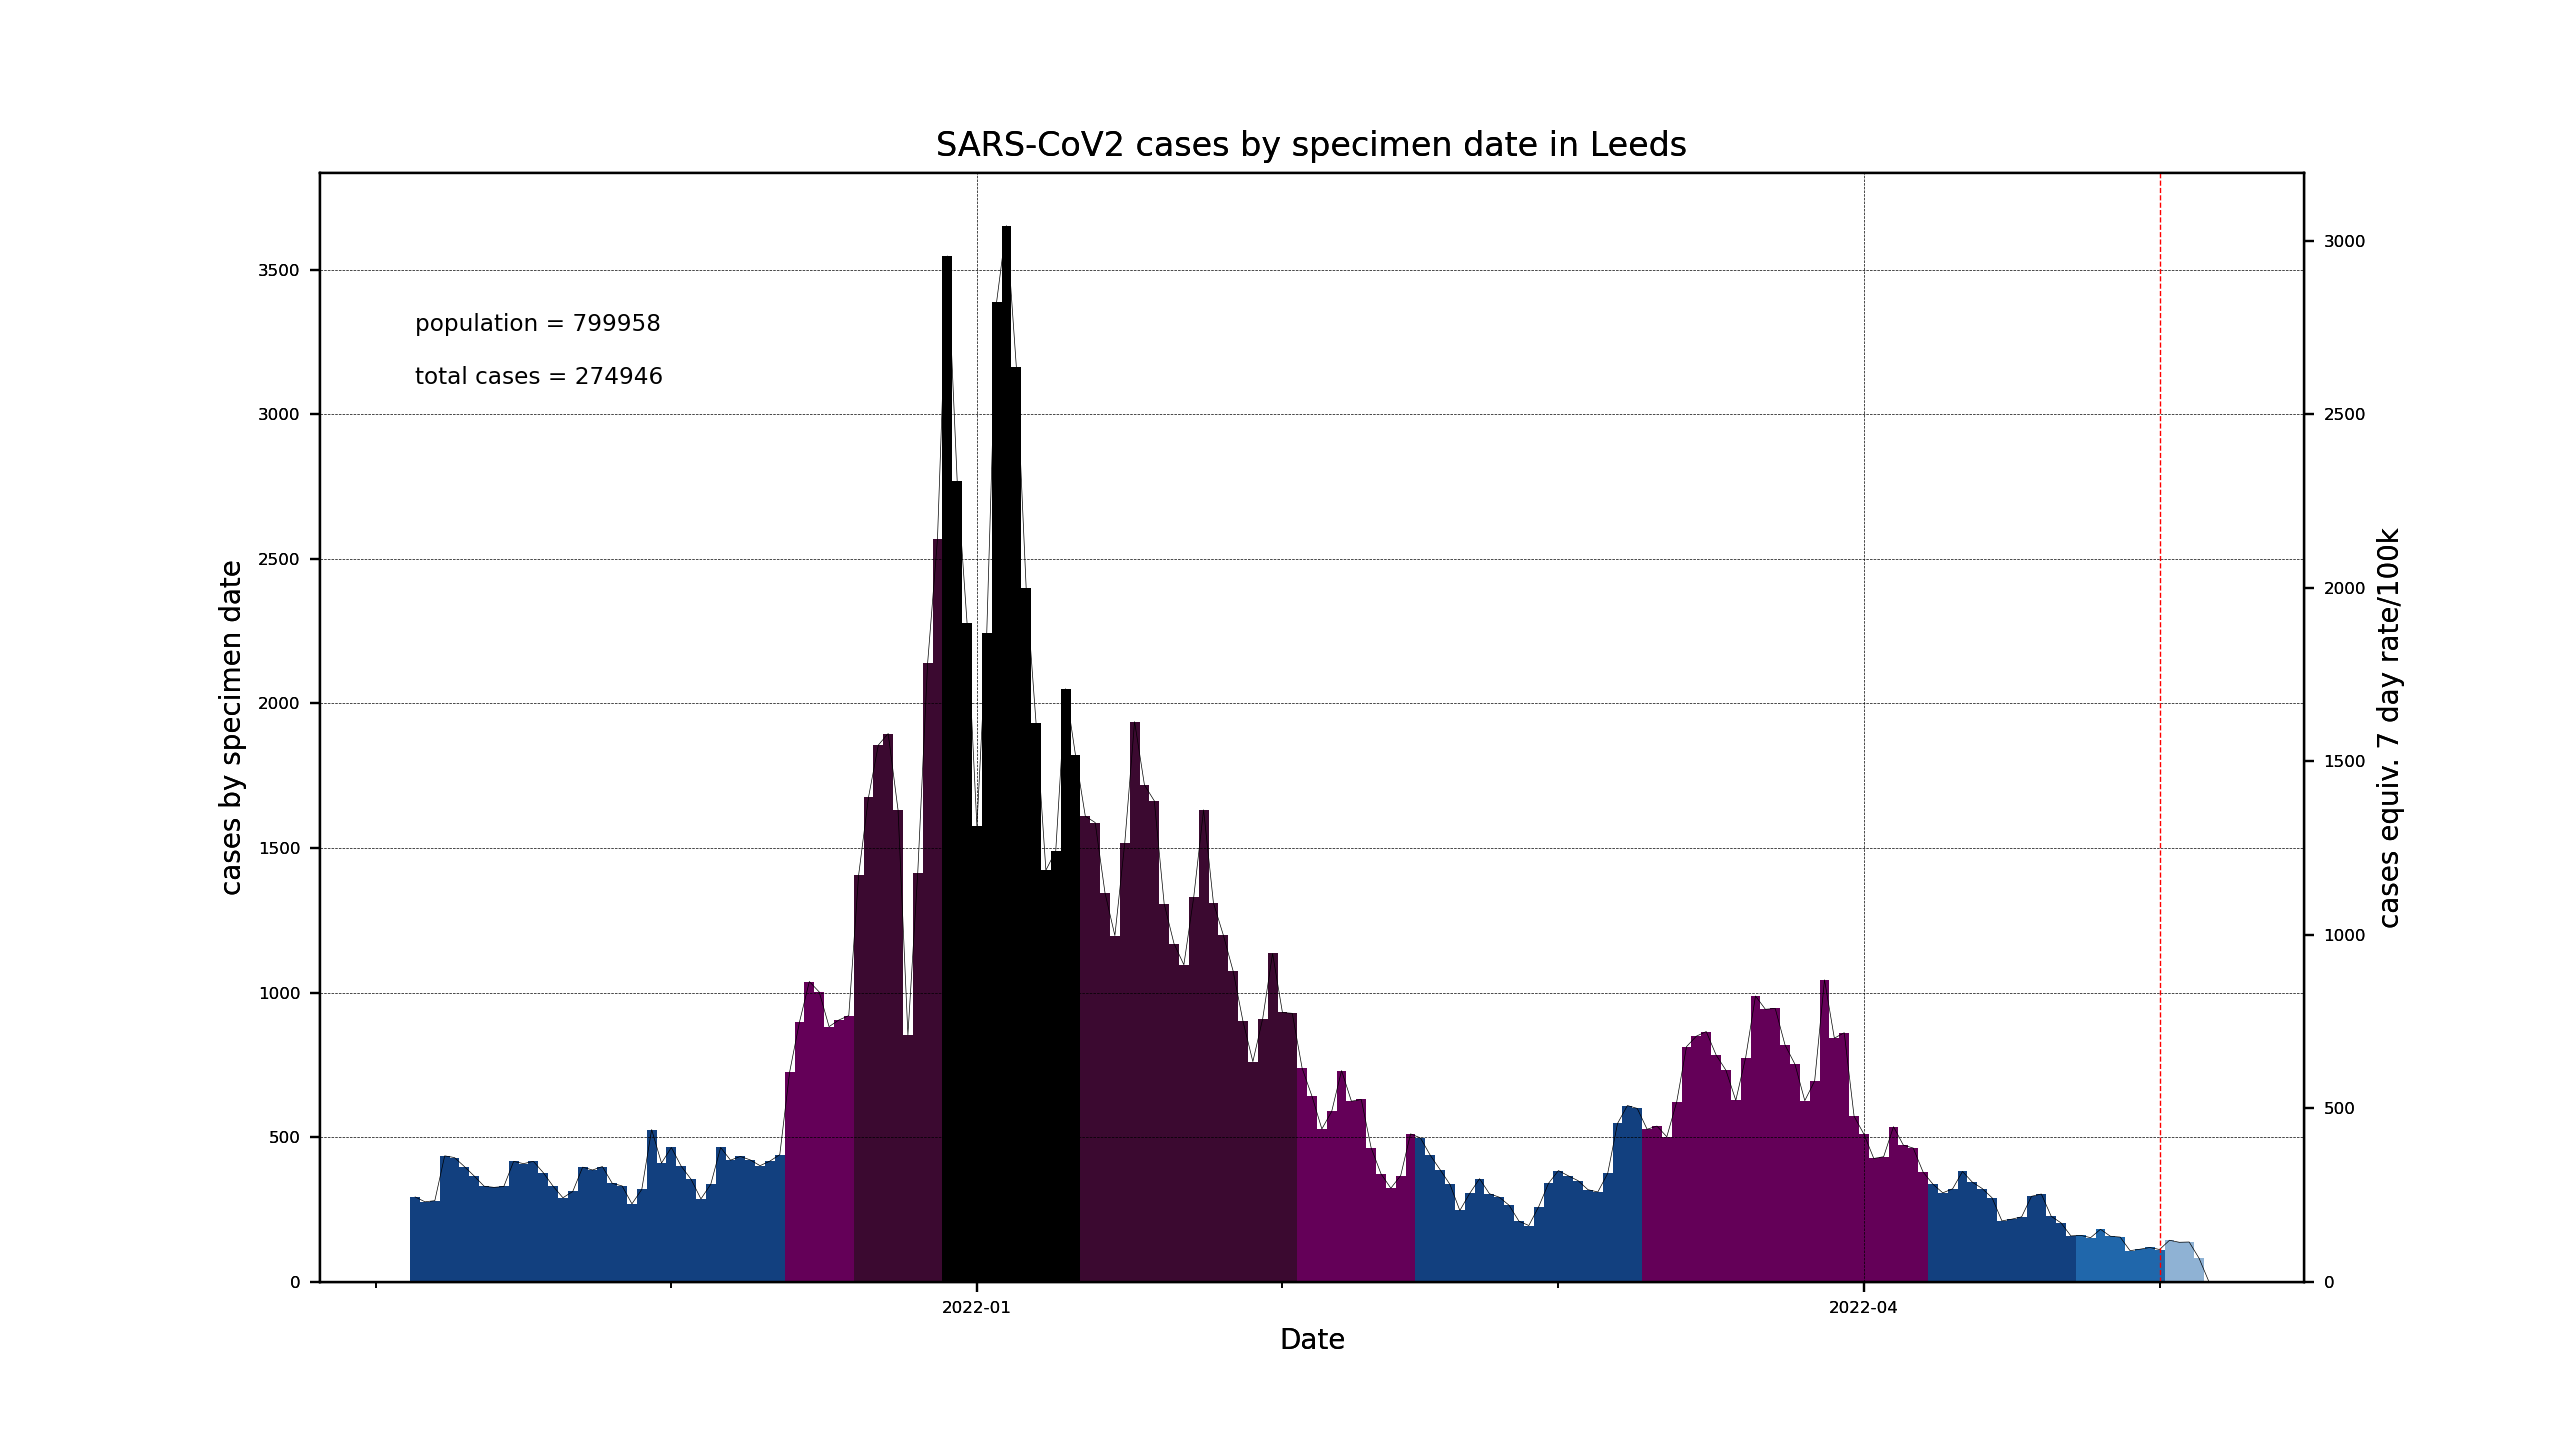 SARS-CoV2 cases by specimen date in Leeds
population = 799958
total cases = 274946
cases by specimen date
3500
3000
2500
2000
1500
1000
500
0
3000
2500
2000
1500
1000
500
0
cases equiv. 7 day rate/100k
2022-01
2022-04
Date